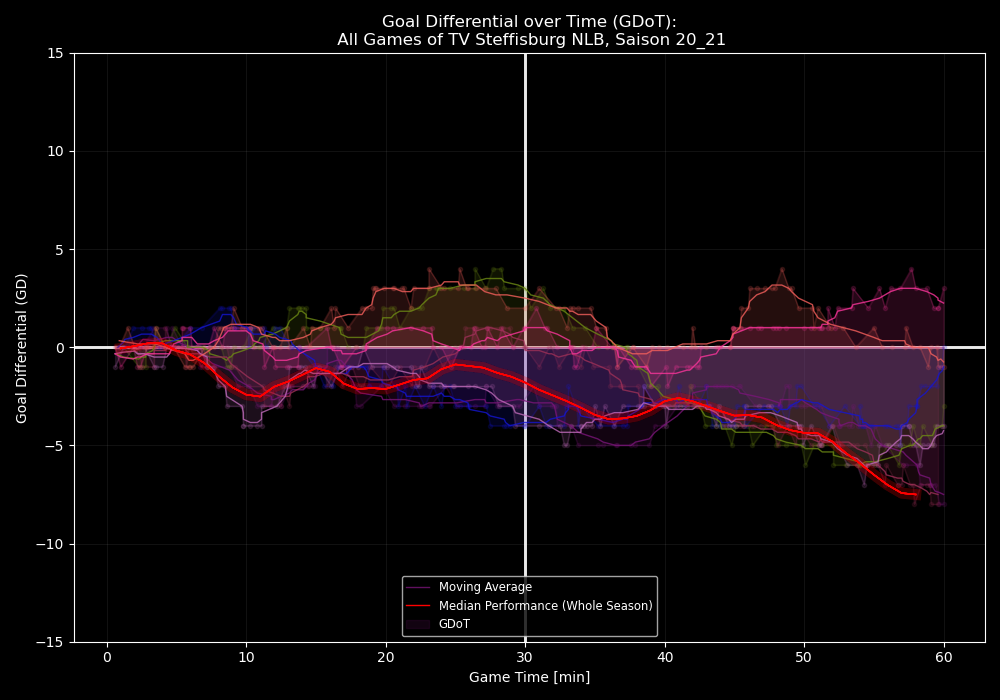 Goal Differential over Time (GDoT):
All Games of TV Steffisburg NLB, Saison 20_21
Goal Differential (GD)
15
10
5
0
−5
−10
−15
Moving Average
Median Performance (Whole Season)
GDoT
0 10 20 30 40 50 60
Game Time [min]